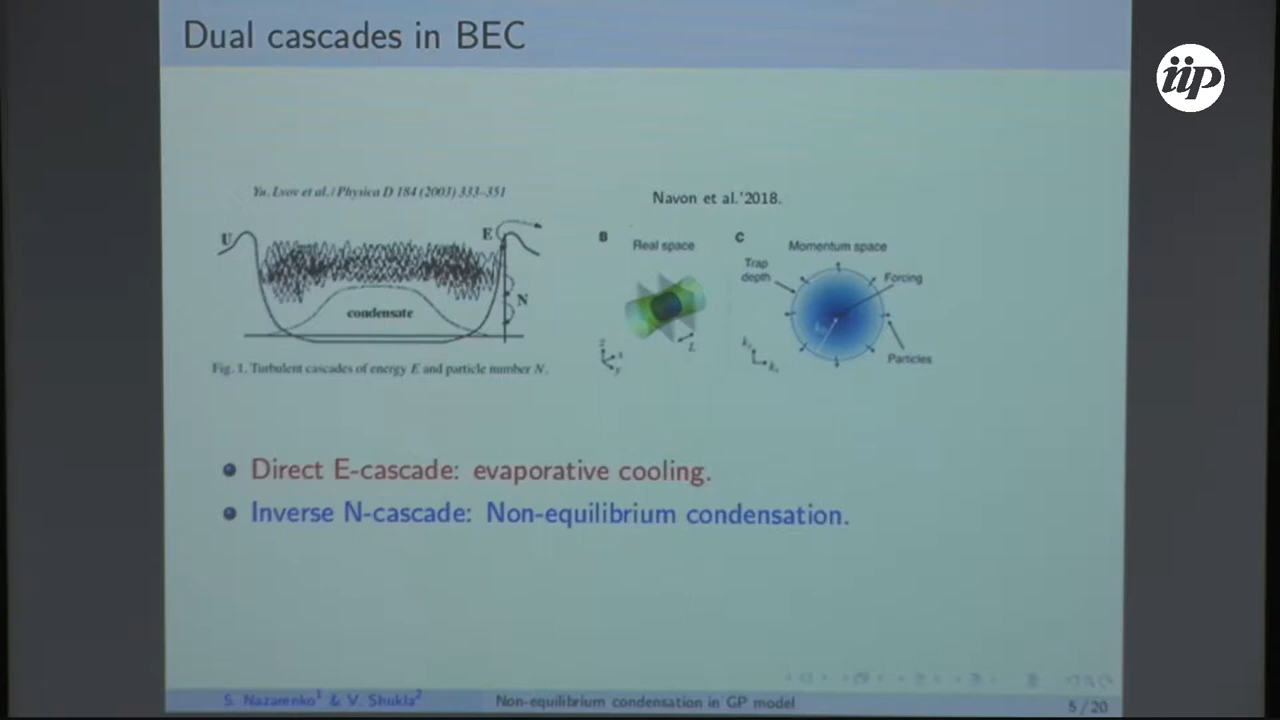 Dual cascades in BEC
iip
Yu. Lvov et al. / Physica D 184 (2003) 333–351
Navon et al.'2018.
U
E
N
condensate
Fig. 1. Turbulent cascades of energy E and particle number N.
B
Real space
L
z
x
y
C
Momentum space
Trap
depth
Forcing
Particles
Direct E-cascade: evaporative cooling.
Inverse N-cascade: Non-equilibrium condensation.
S. Nazarenko¹ & V. Shukla²
Non-equilibrium condensation in GP model
5 / 20